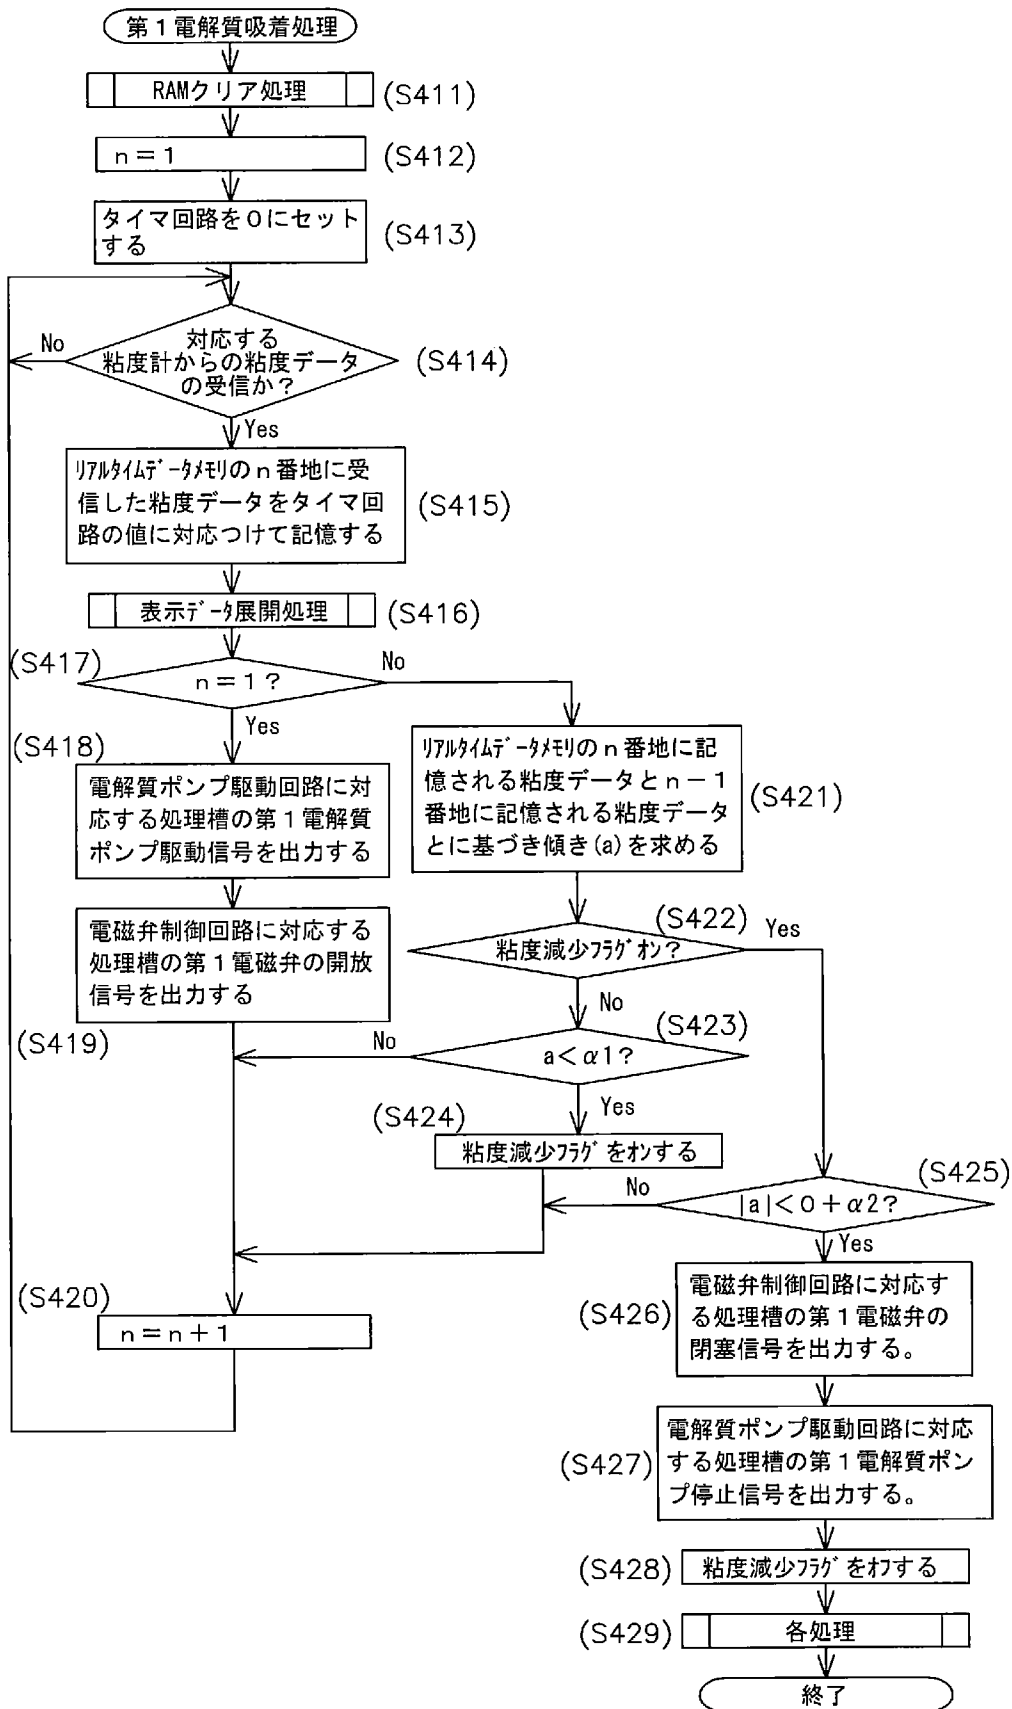 第1電解質吸着処理
RAMクリア処理
(S411)
n=1
(S412)
タイマ回路を0にセット
する
(S413)
対応する
粘度計からの粘度データ
の受信か?
(S414)
No
Yes
リアルタイムデータメモリのn番地に受
信した粘度データをタイマ回
路の値に対応つけて記憶する
(S415)
表示データ展開処理
(S416)
(S417)
n=1?
No
Yes
(S418)
電解質ポンプ駆動回路に対
応する処理槽の第1電解質
ポンプ駆動信号を出力する
電磁弁制御回路に対応する
処理槽の第1電磁弁の開放
信号を出力する
(S419)
リアルタイムデータメモリのn番地に記
憶される粘度データとn-1
番地に記憶される粘度データ
とに基づき傾き(a)を求める
(S421)
(S422)
粘度減少フラグオン?
Yes
No
(S423)
a<α1?
No
Yes
(S424)
粘度減少フラグをオンする
(S425)
|a|<0+α2?
No
Yes
(S420)
n=n+1
電磁弁制御回路に対応す
る処理槽の第1電磁弁の
閉塞信号を出力する。
(S426)
電解質ポンプ駆動回路に対応
する処理槽の第1電解質ポン
プ停止信号を出力する。
(S427)
(S428)
粘度減少フラグをオフする
(S429)
各処理
終了